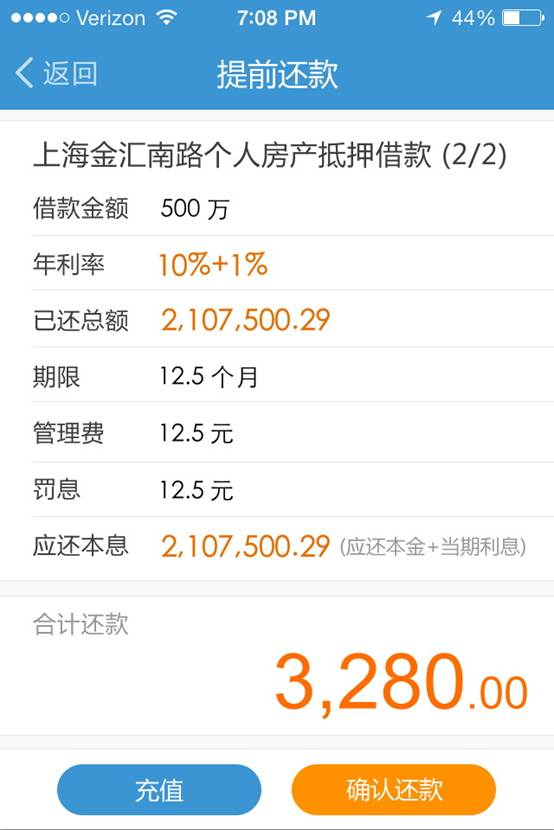 Verizon 7:08 PM 44%
返回 提前还款
上海金汇南路个人房产抵押借款 (2/2)
借款金额 500 万
年利率 10%+1%
已还总额 2,107,500.29
期限 12.5 个月
管理费 12.5 元
罚息 12.5 元
应还本息 2,107,500.29 (应还本金+当期利息)
合计还款
3,280.00
充值 确认还款